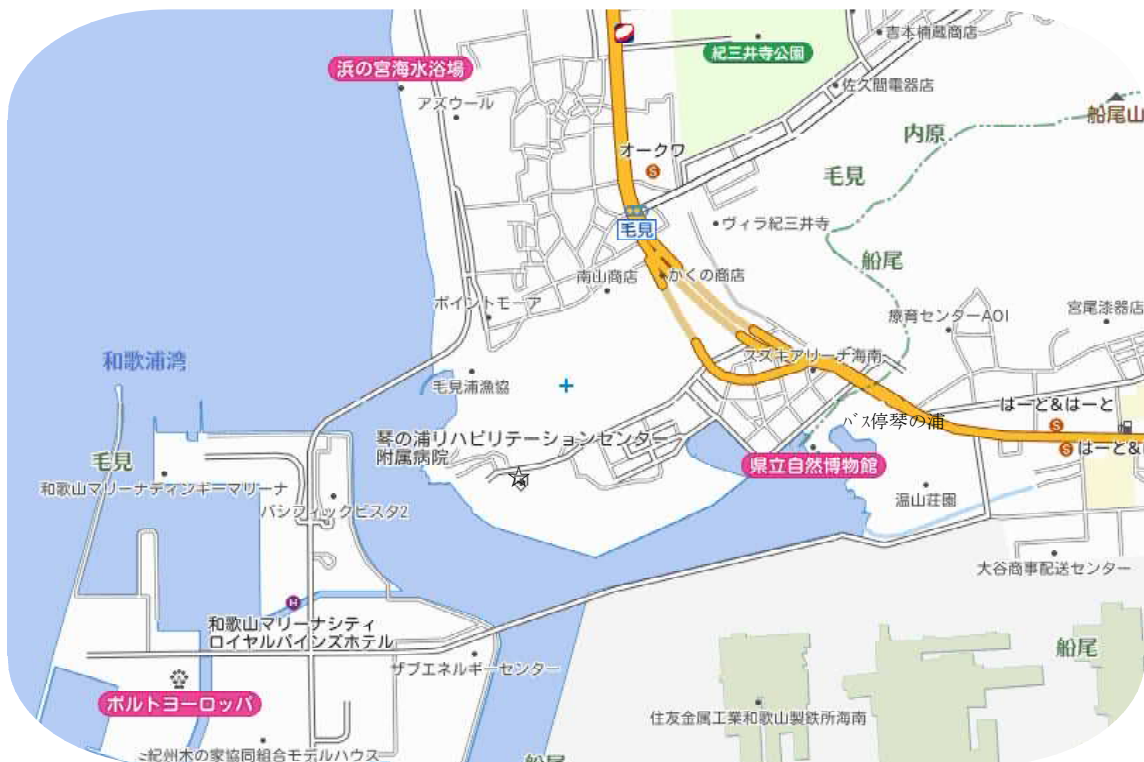 吉本楠蔵商店
紀三井寺公園
浜の宮海水浴場
佐久間電器店
アズウール
船尾山
内原
オークワ
S
毛見
毛見
ヴィラ紀三井寺
船尾
南山商店
かくの商店
ポイントモーア
療育センターAOI
宮尾漆器店
和歌浦湾
スズキアリーナ海南
毛見浦漁協
はーど&はーと
バス停琴の浦
S
琴の浦リハビリテーションセンター
附属病院
S
はーど&
毛見
県立自然博物館
和歌山マリーナディンギーマリーナ
温山荘園
パシフィックビスタ2
大谷商事配送センター
H
和歌山マリーナシティ
ロイヤルパインズホテル
船尾
ザブエネルギーセンター
ポルトヨーロッパ
住友金属工業和歌山製鉄所海南
紀州木の家協同組合モデルハウス
船尾